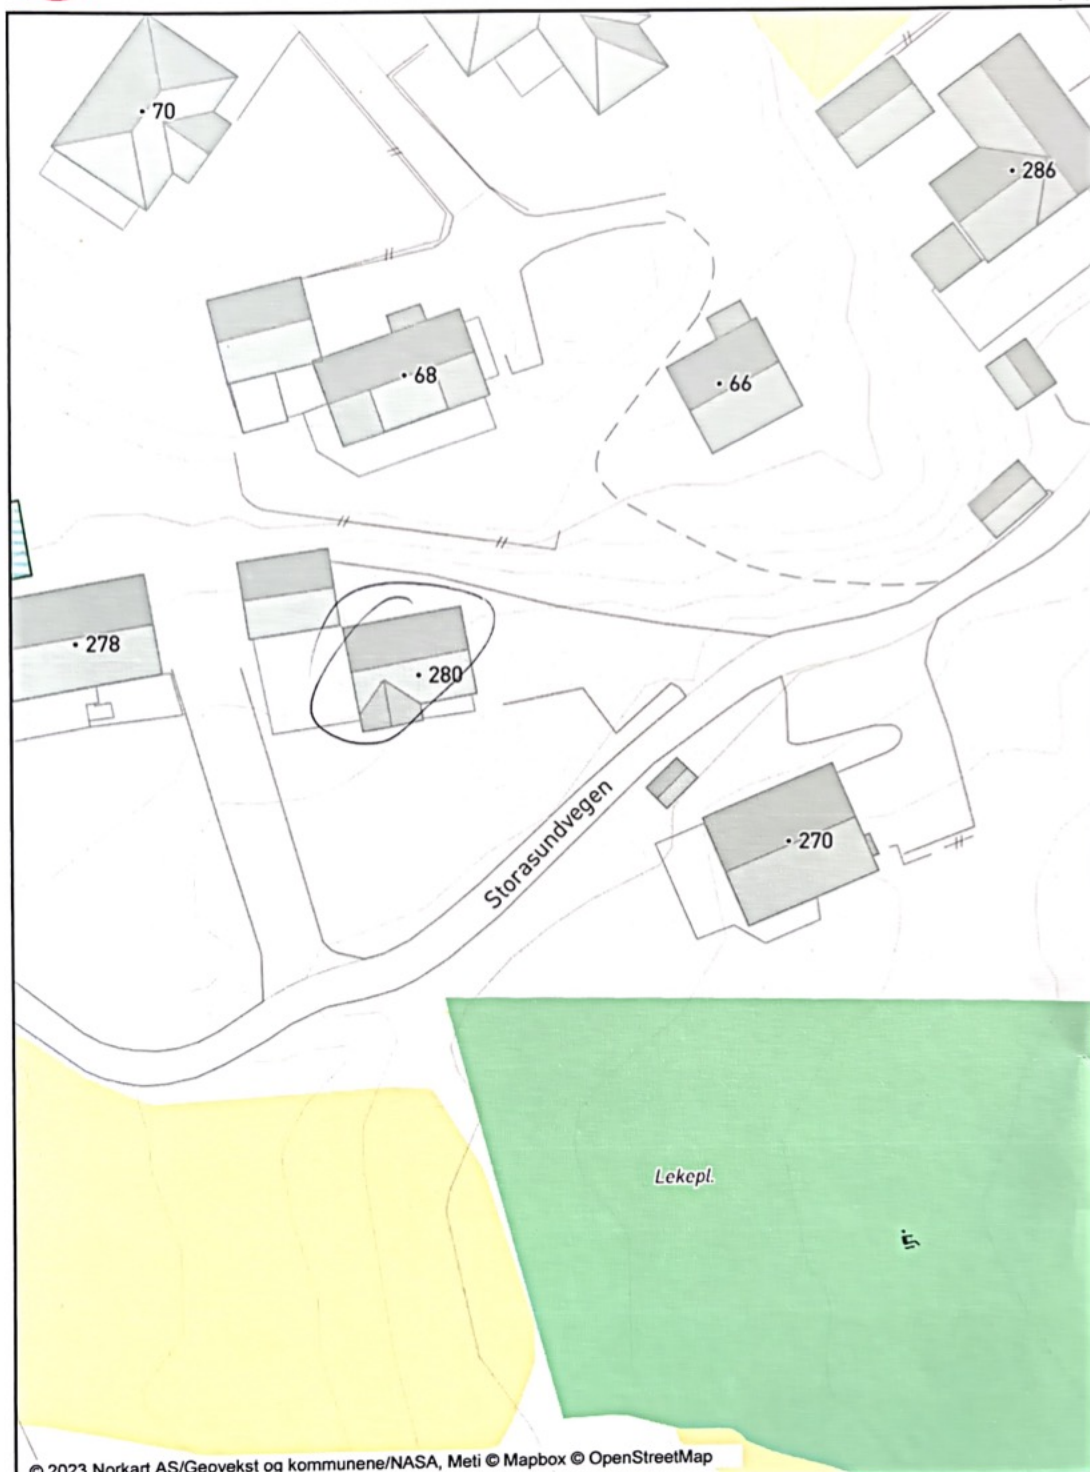 70
286
68
66
278
280
Storasundvegen
270
Lekepl.
© 2023 Norkart AS/Geovekst og kommunene/NASA, Meti © Mapbox © OpenStreetMap